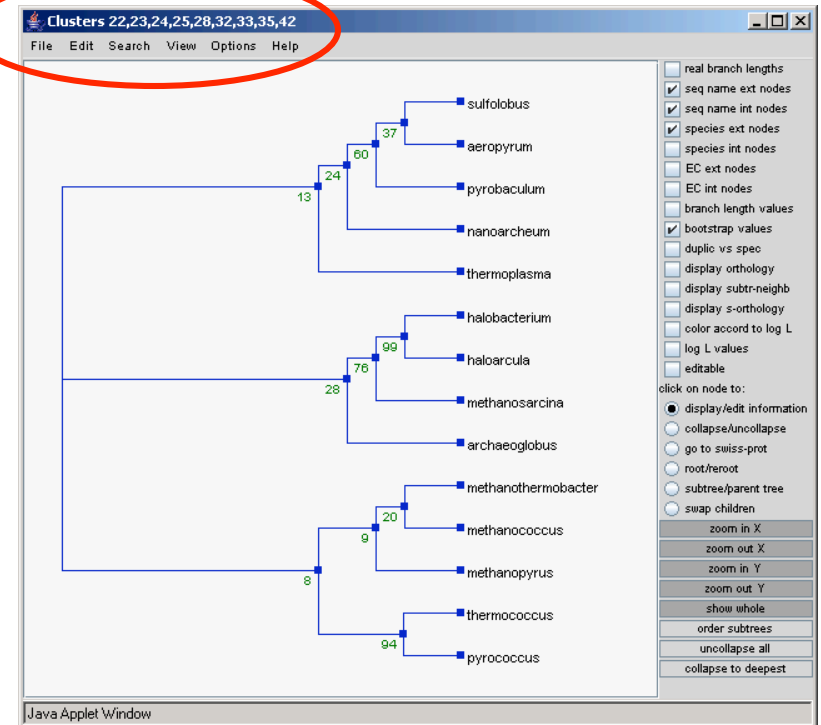 Clusters 22,23,24,25,28,32,33,35,42
File Edit Search View Options Help
sulfolobus
37
aeropyrum
60
24
pyrobaculum
13
nanoarcheum
thermoplasma
halobacterium
99
haloarcula
76
28
methanosarcina
archaeoglobus
methanothermobacter
20
methanococcus
9
methanopyrus
8
thermococcus
94
pyrococcus
real branch lengths
seq name ext nodes
seq name int nodes
species ext nodes
species int nodes
EC ext nodes
EC int nodes
branch length values
bootstrap values
duplic vs spec
display orthology
display subtr-neighb
display s-orthology
color accord to log L
log L values
editable
click on node to:
display/edit information
collapse/uncollapse
go to swiss-prot
root/reroot
subtree/parent tree
swap children
zoom in X
zoom out X
zoom in Y
zoom out Y
show whole
order subtrees
uncollapse all
collapse to deepest
Java Applet Window